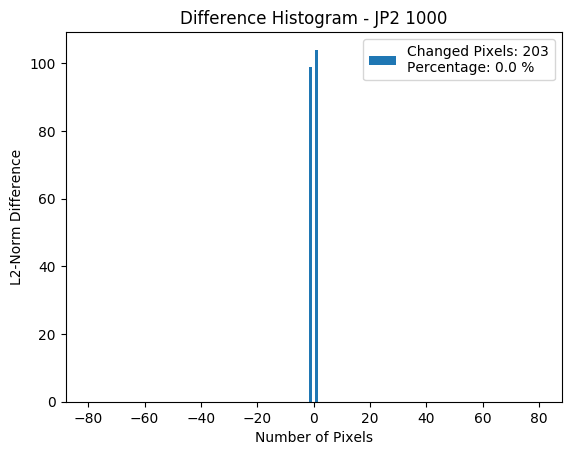 Difference Histogram - JP2 1000
Changed Pixels: 203
Percentage: 0.0 %
L2-Norm Difference
100
80
60
40
20
0
−80 −60 −40 −20 0 20 40 60 80
Number of Pixels